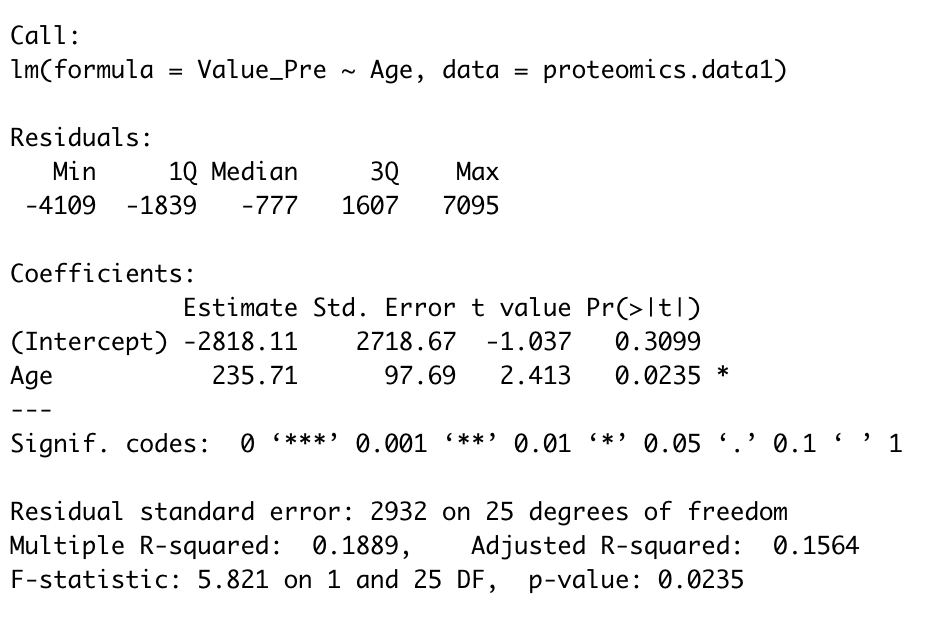 Call:
lm(formula = Value_Pre ~ Age, data = proteomics.data1)
Residuals:
   Min     1Q Median     3Q    Max
 -4109  -1839   -777   1607   7095
Coefficients:
            Estimate Std. Error t value Pr(>|t|)
(Intercept) -2818.11    2718.67  -1.037   0.3099
Age           235.71      97.69   2.413   0.0235 *
---
Signif. codes:  0 ‘***’ 0.001 ‘**’ 0.01 ‘*’ 0.05 ‘.’ 0.1 ‘ ’ 1
Residual standard error: 2932 on 25 degrees of freedom
Multiple R-squared:  0.1889,    Adjusted R-squared:  0.1564
F-statistic: 5.821 on 1 and 25 DF,  p-value: 0.0235